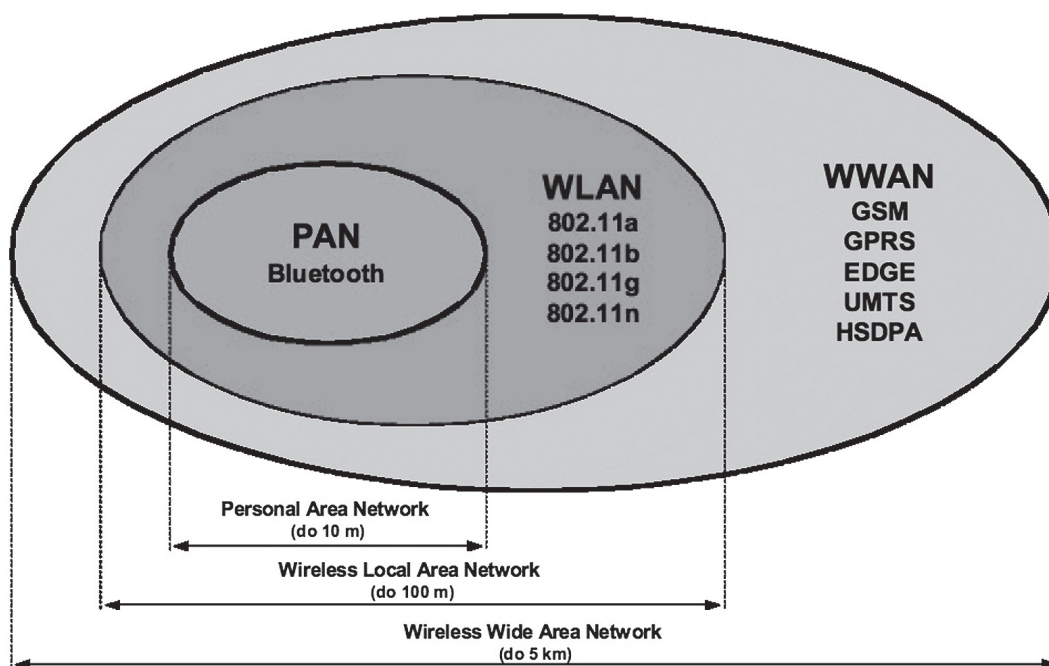 PAN
Bluetooth
WLAN
802.11a
802.11b
802.11g
802.11n
WWAN
GSM
GPRS
EDGE
UMTS
HSDPA
Personal Area Network
(do 10 m)
Wireless Local Area Network
(do 100 m)
Wireless Wide Area Network
(do 5 km)